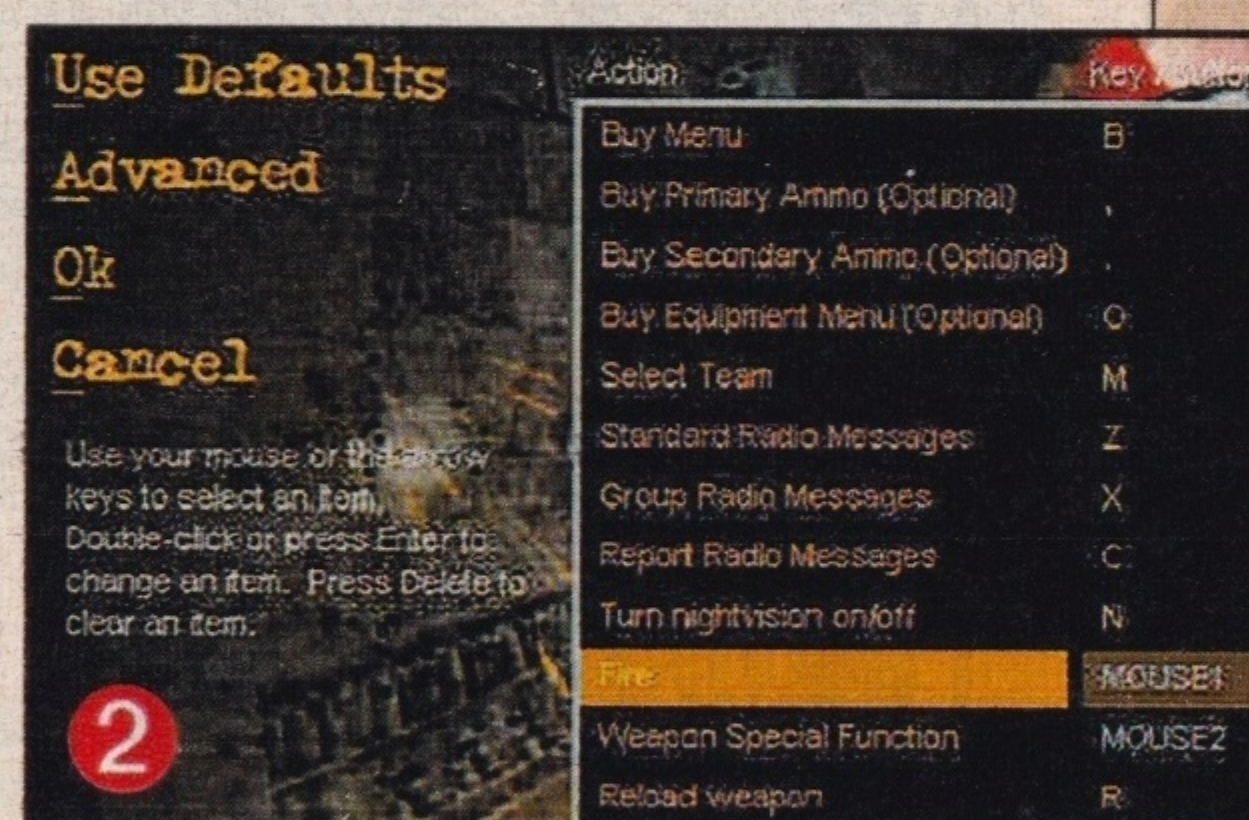 Use Defaults
Advanced
Ok
Cancel
Use your mouse or the arrow
keys to select an item.
Double-click or press Enter to
change an item. Press Delete to
clear an item.
2
Action Key
Buy Menu B
Buy Primary Ammo (Optional) ,
Buy Secondary Ammo (Optional) .
Buy Equipment Menu (Optional) O
Select Team M
Standard Radio Messages Z
Group Radio Messages X
Report Radio Messages C
Turn nightvision on/off N
Fire MOUSE1
Weapon Special Function MOUSE2
Reload weapon R